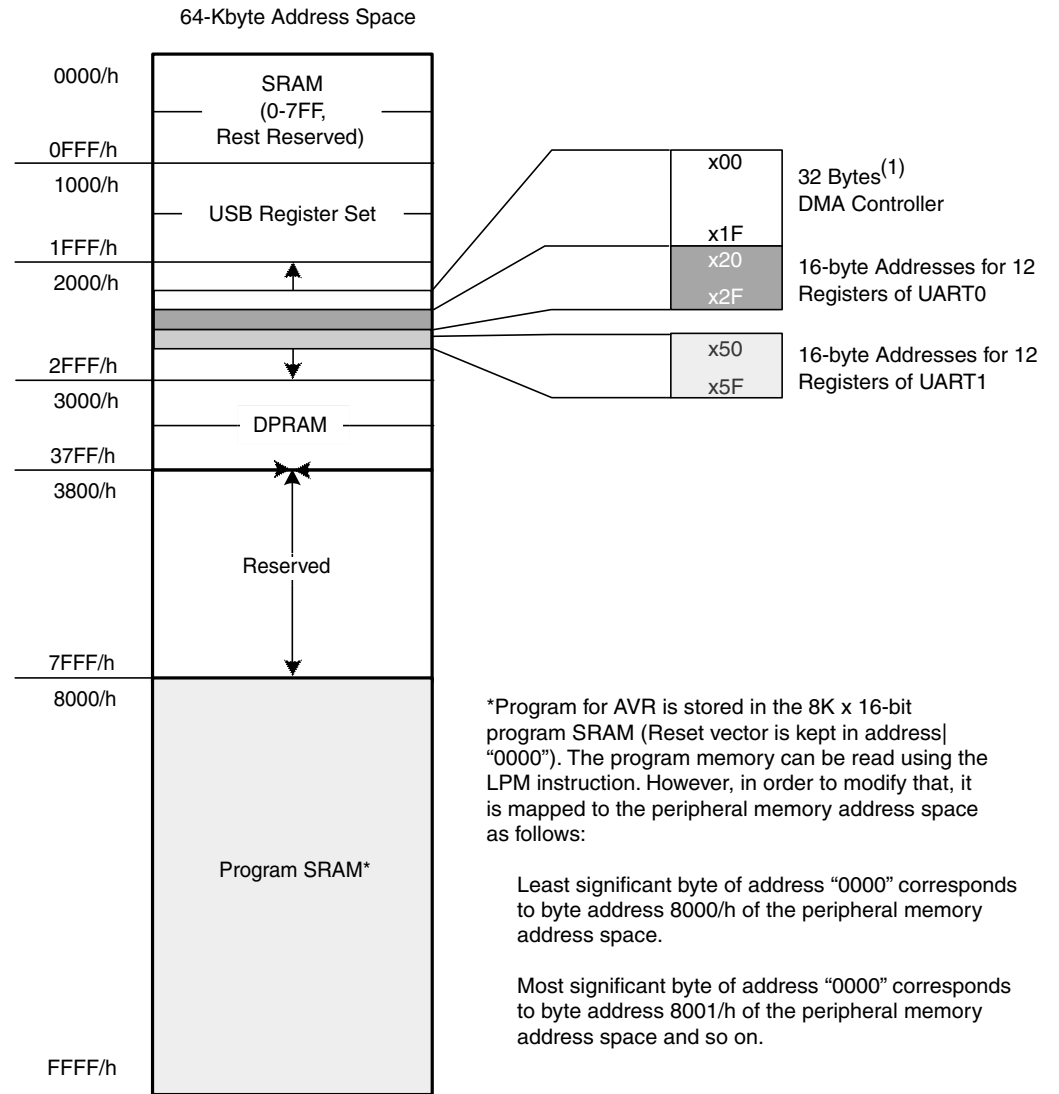 64-Kbyte Address Space
0000/h
SRAM
(0-7FF,
Rest Reserved)
0FFF/h
1000/h
USB Register Set
1FFF/h
2000/h
2FFF/h
3000/h
DPRAM
37FF/h
3800/h
Reserved
7FFF/h
8000/h
Program SRAM*
FFFF/h
x00
x1F
32 Bytes(1)
DMA Controller
x20
x2F
16-byte Addresses for 12
Registers of UART0
x50
x5F
16-byte Addresses for 12
Registers of UART1
*Program for AVR is stored in the 8K x 16-bit
program SRAM (Reset vector is kept in address|
“0000”). The program memory can be read using the
LPM instruction. However, in order to modify that, it
is mapped to the peripheral memory address space
as follows:
Least significant byte of address “0000” corresponds
to byte address 8000/h of the peripheral memory
address space.
Most significant byte of address “0000” corresponds
to byte address 8001/h of the peripheral memory
address space and so on.